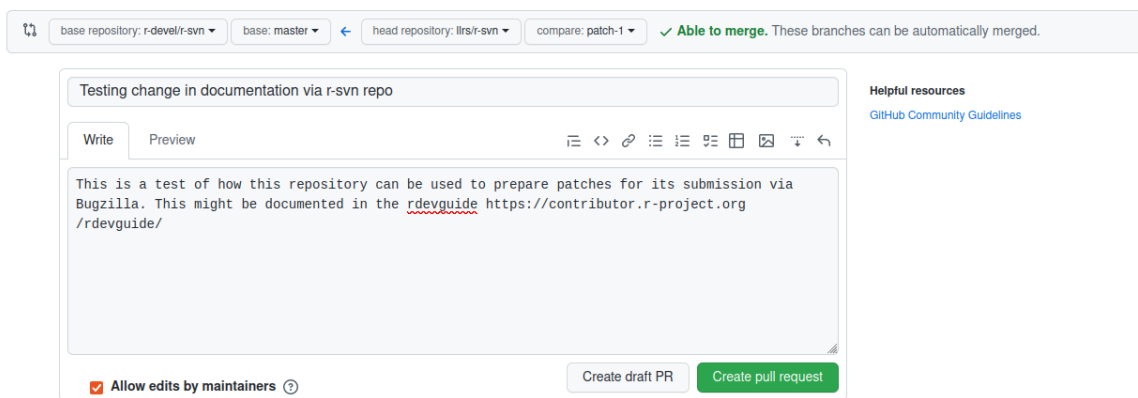 base repository: r-devel/r-svn base: master head repository: llrs/r-svn compare: patch-1 Able to merge. These branches can be automatically merged.
Testing change in documentation via r-svn repo
Helpful resources
GitHub Community Guidelines
Write Preview
This is a test of how this repository can be used to prepare patches for its submission via
Bugzilla. This might be documented in the rdevguide https://contributor.r-project.org
/rdevguide/
Allow edits by maintainers
Create draft PR Create pull request